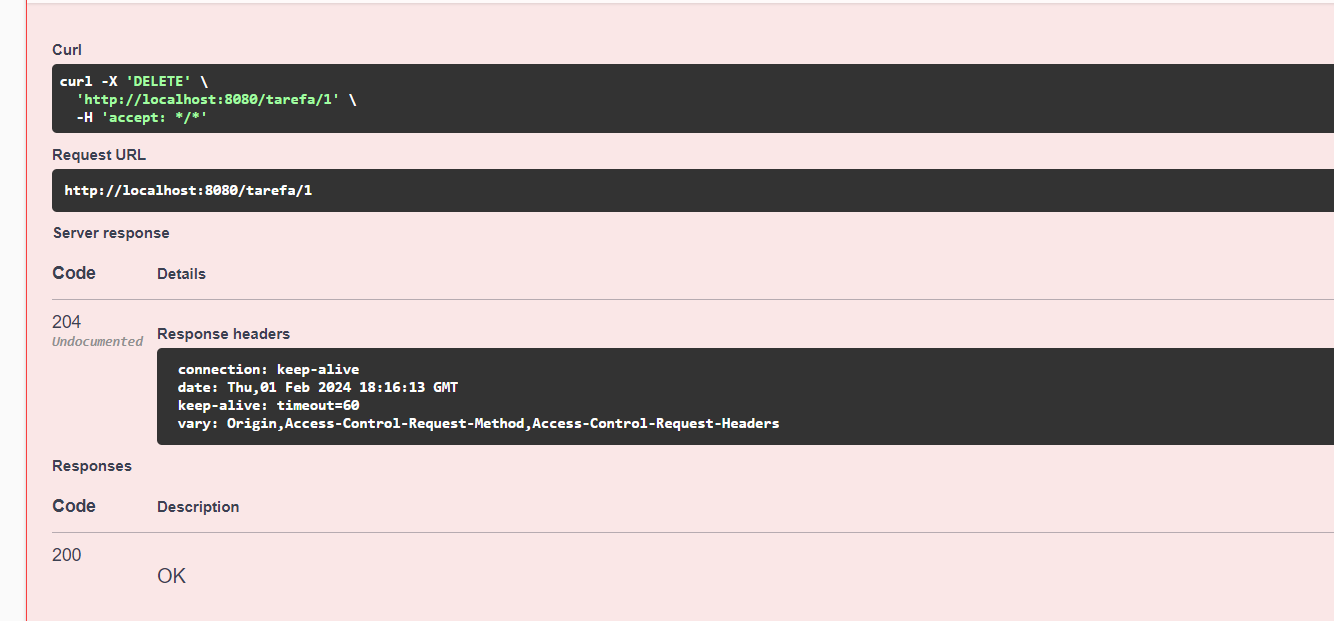 Curl
curl -X 'DELETE' \
'http://localhost:8080/tarefa/1' \
-H 'accept: */*'
Request URL
http://localhost:8080/tarefa/1
Server response
Code Details
204
Undocumented
Response headers
connection: keep-alive
date: Thu,01 Feb 2024 18:16:13 GMT
keep-alive: timeout=60
vary: Origin,Access-Control-Request-Method,Access-Control-Request-Headers
Responses
Code Description
200
OK